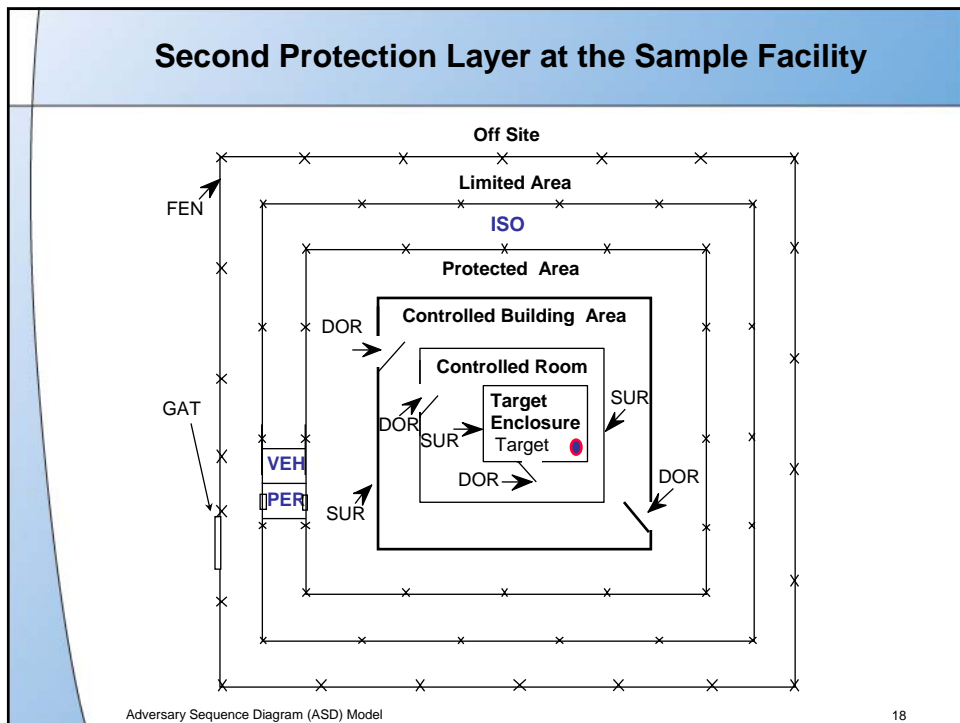 Second Protection Layer at the Sample Facility
Off Site
Limited Area
FEN
ISO
Protected Area
Controlled Building Area
DOR
Controlled Room
GAT
Target
Enclosure
Target
SUR
DOR
SUR
VEH
DOR
DOR
PER
SUR
Adversary Sequence Diagram (ASD) Model
18